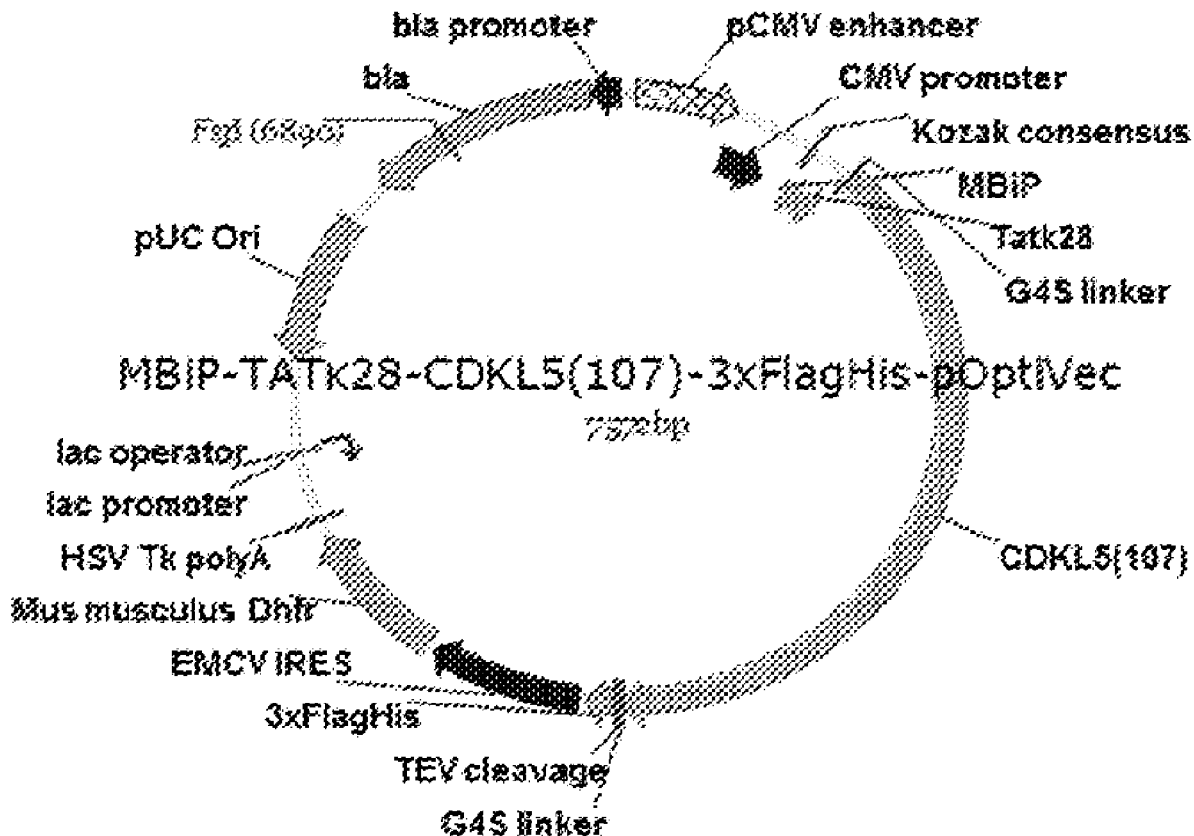 bla promoter
pCMV enhancer
bla
CMV promoter
Kozak consensus
MBiP
pUC Ori
Tatk28
G4S linker
MBiP-TATk28-CDKL5(107)-3xFlagHis-pOptiVec
lac operator
lac promoter
HSV Tk polyA
CDKL5(107)
Mus musculus Dhfr
EMCV IRES
3xFlagHis
TEV cleavage
G4S linker